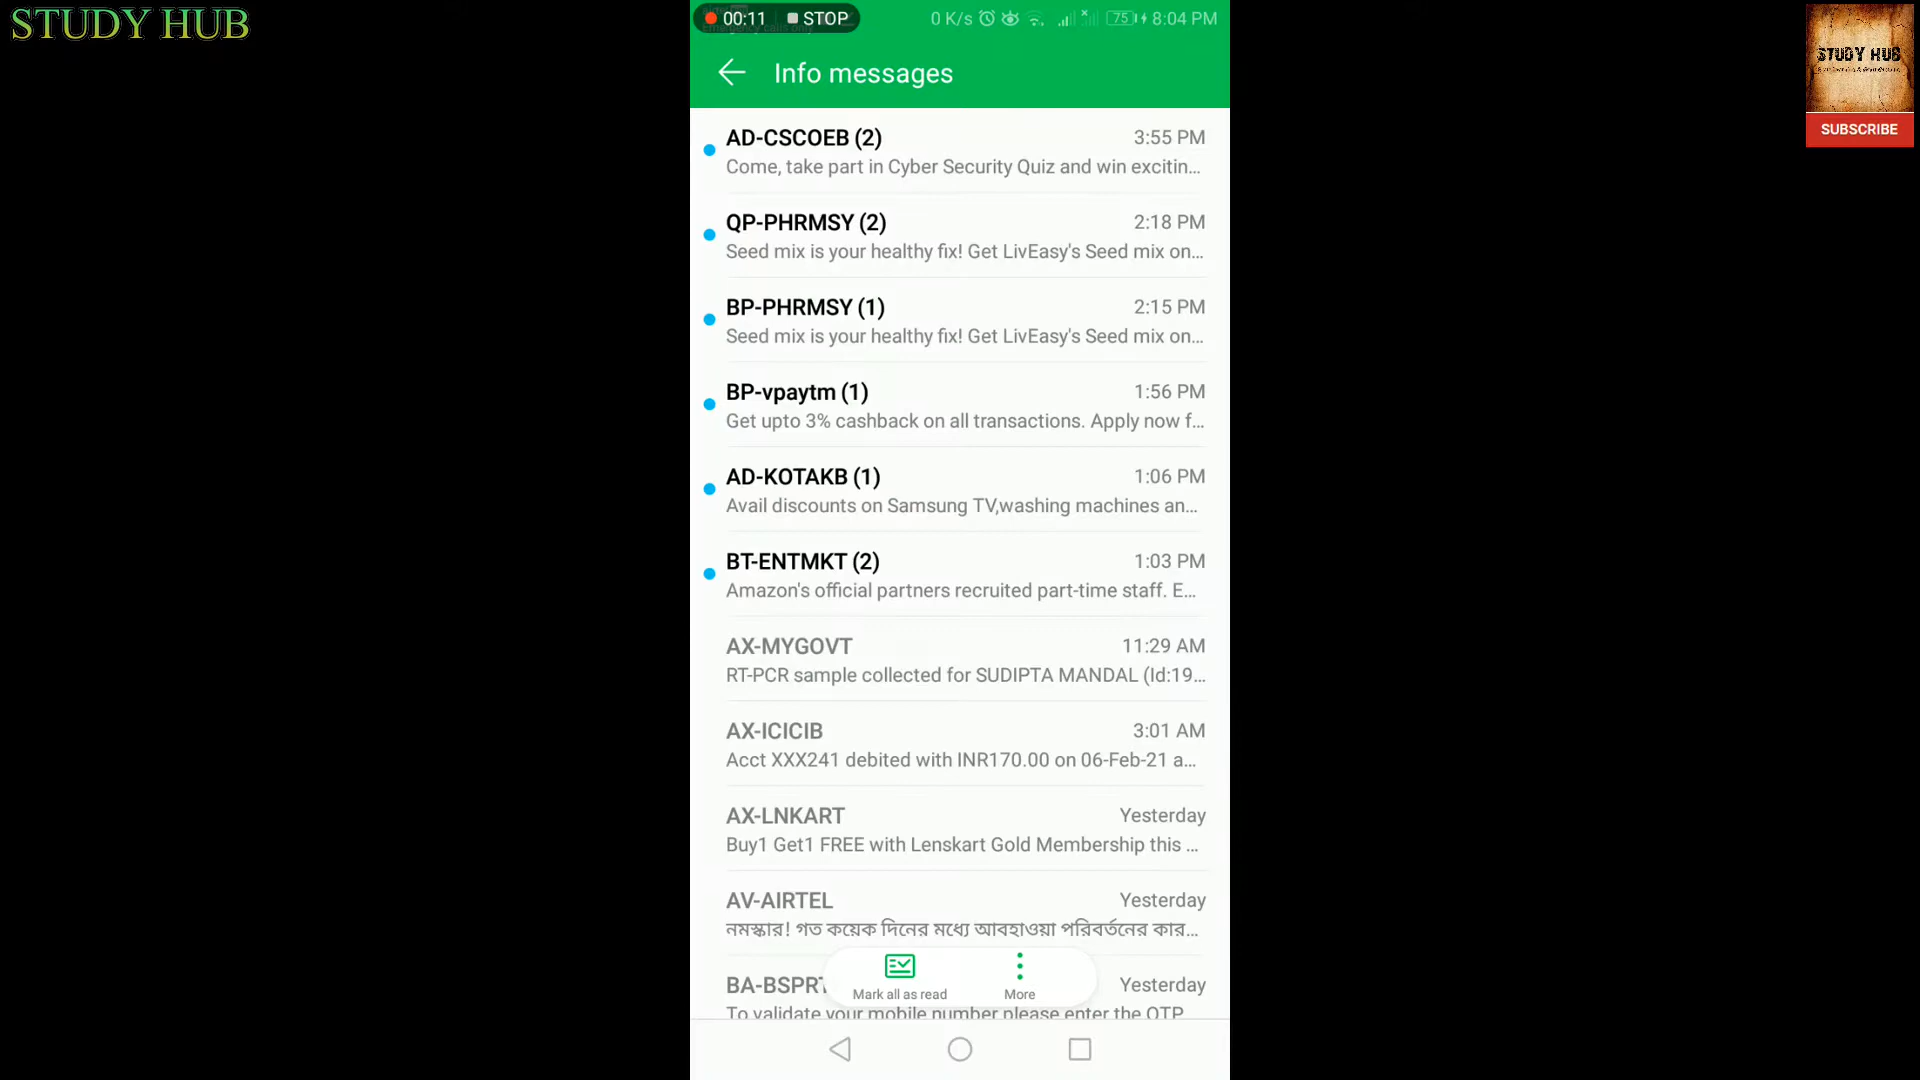 STUDY HUB
00:11 STOP
0 K/s 75 8:04 PM
Info messages
AD-CSCOEB (2) 3:55 PM
Come, take part in Cyber Security Quiz and win excitin...
QP-PHRMSY (2) 2:18 PM
Seed mix is your healthy fix! Get LivEasy's Seed mix on...
BP-PHRMSY (1) 2:15 PM
Seed mix is your healthy fix! Get LivEasy's Seed mix on...
BP-vpaytm (1) 1:56 PM
Get upto 3% cashback on all transactions. Apply now f...
AD-KOTAKB (1) 1:06 PM
Avail discounts on Samsung TV,washing machines an...
BT-ENTMKT (2) 1:03 PM
Amazon's official partners recruited part-time staff. E...
AX-MYGOVT 11:29 AM
RT-PCR sample collected for SUDIPTA MANDAL (Id:19...
AX-ICICIB 3:01 AM
Acct XXX241 debited with INR170.00 on 06-Feb-21 a...
AX-LNKART Yesterday
Buy1 Get1 FREE with Lenskart Gold Membership this ...
AV-AIRTEL Yesterday
নমস্কার! গত কয়েক দিনের মধ্যে আবহাওয়া পরিবর্তনের কার...
BA-BSPRT Yesterday
To validate your mobile number please enter the OTP
Mark all as read
More
STUDY HUB
SUBSCRIBE